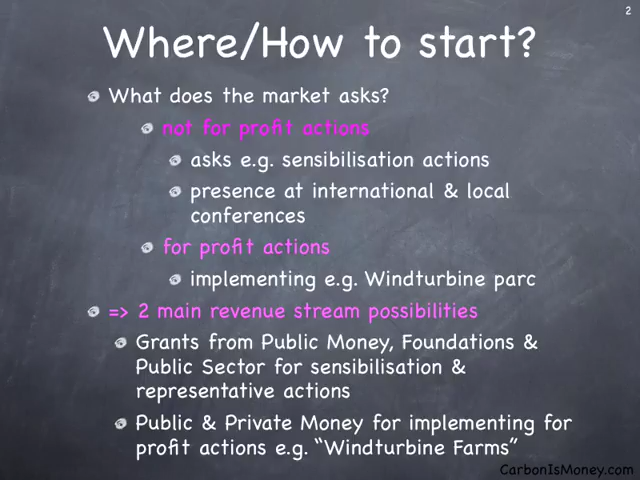 2
Where/How to start?
What does the market asks?
not for profit actions
asks e.g. sensibilisation actions
presence at international & local
conferences
for profit actions
implementing e.g. Windturbine parc
=> 2 main revenue stream possibilities
Grants from Public Money, Foundations &
Public Sector for sensibilisation &
representative actions
Public & Private Money for implementing for
profit actions e.g. “Windturbine Farms”
CarbonIsMoney.com